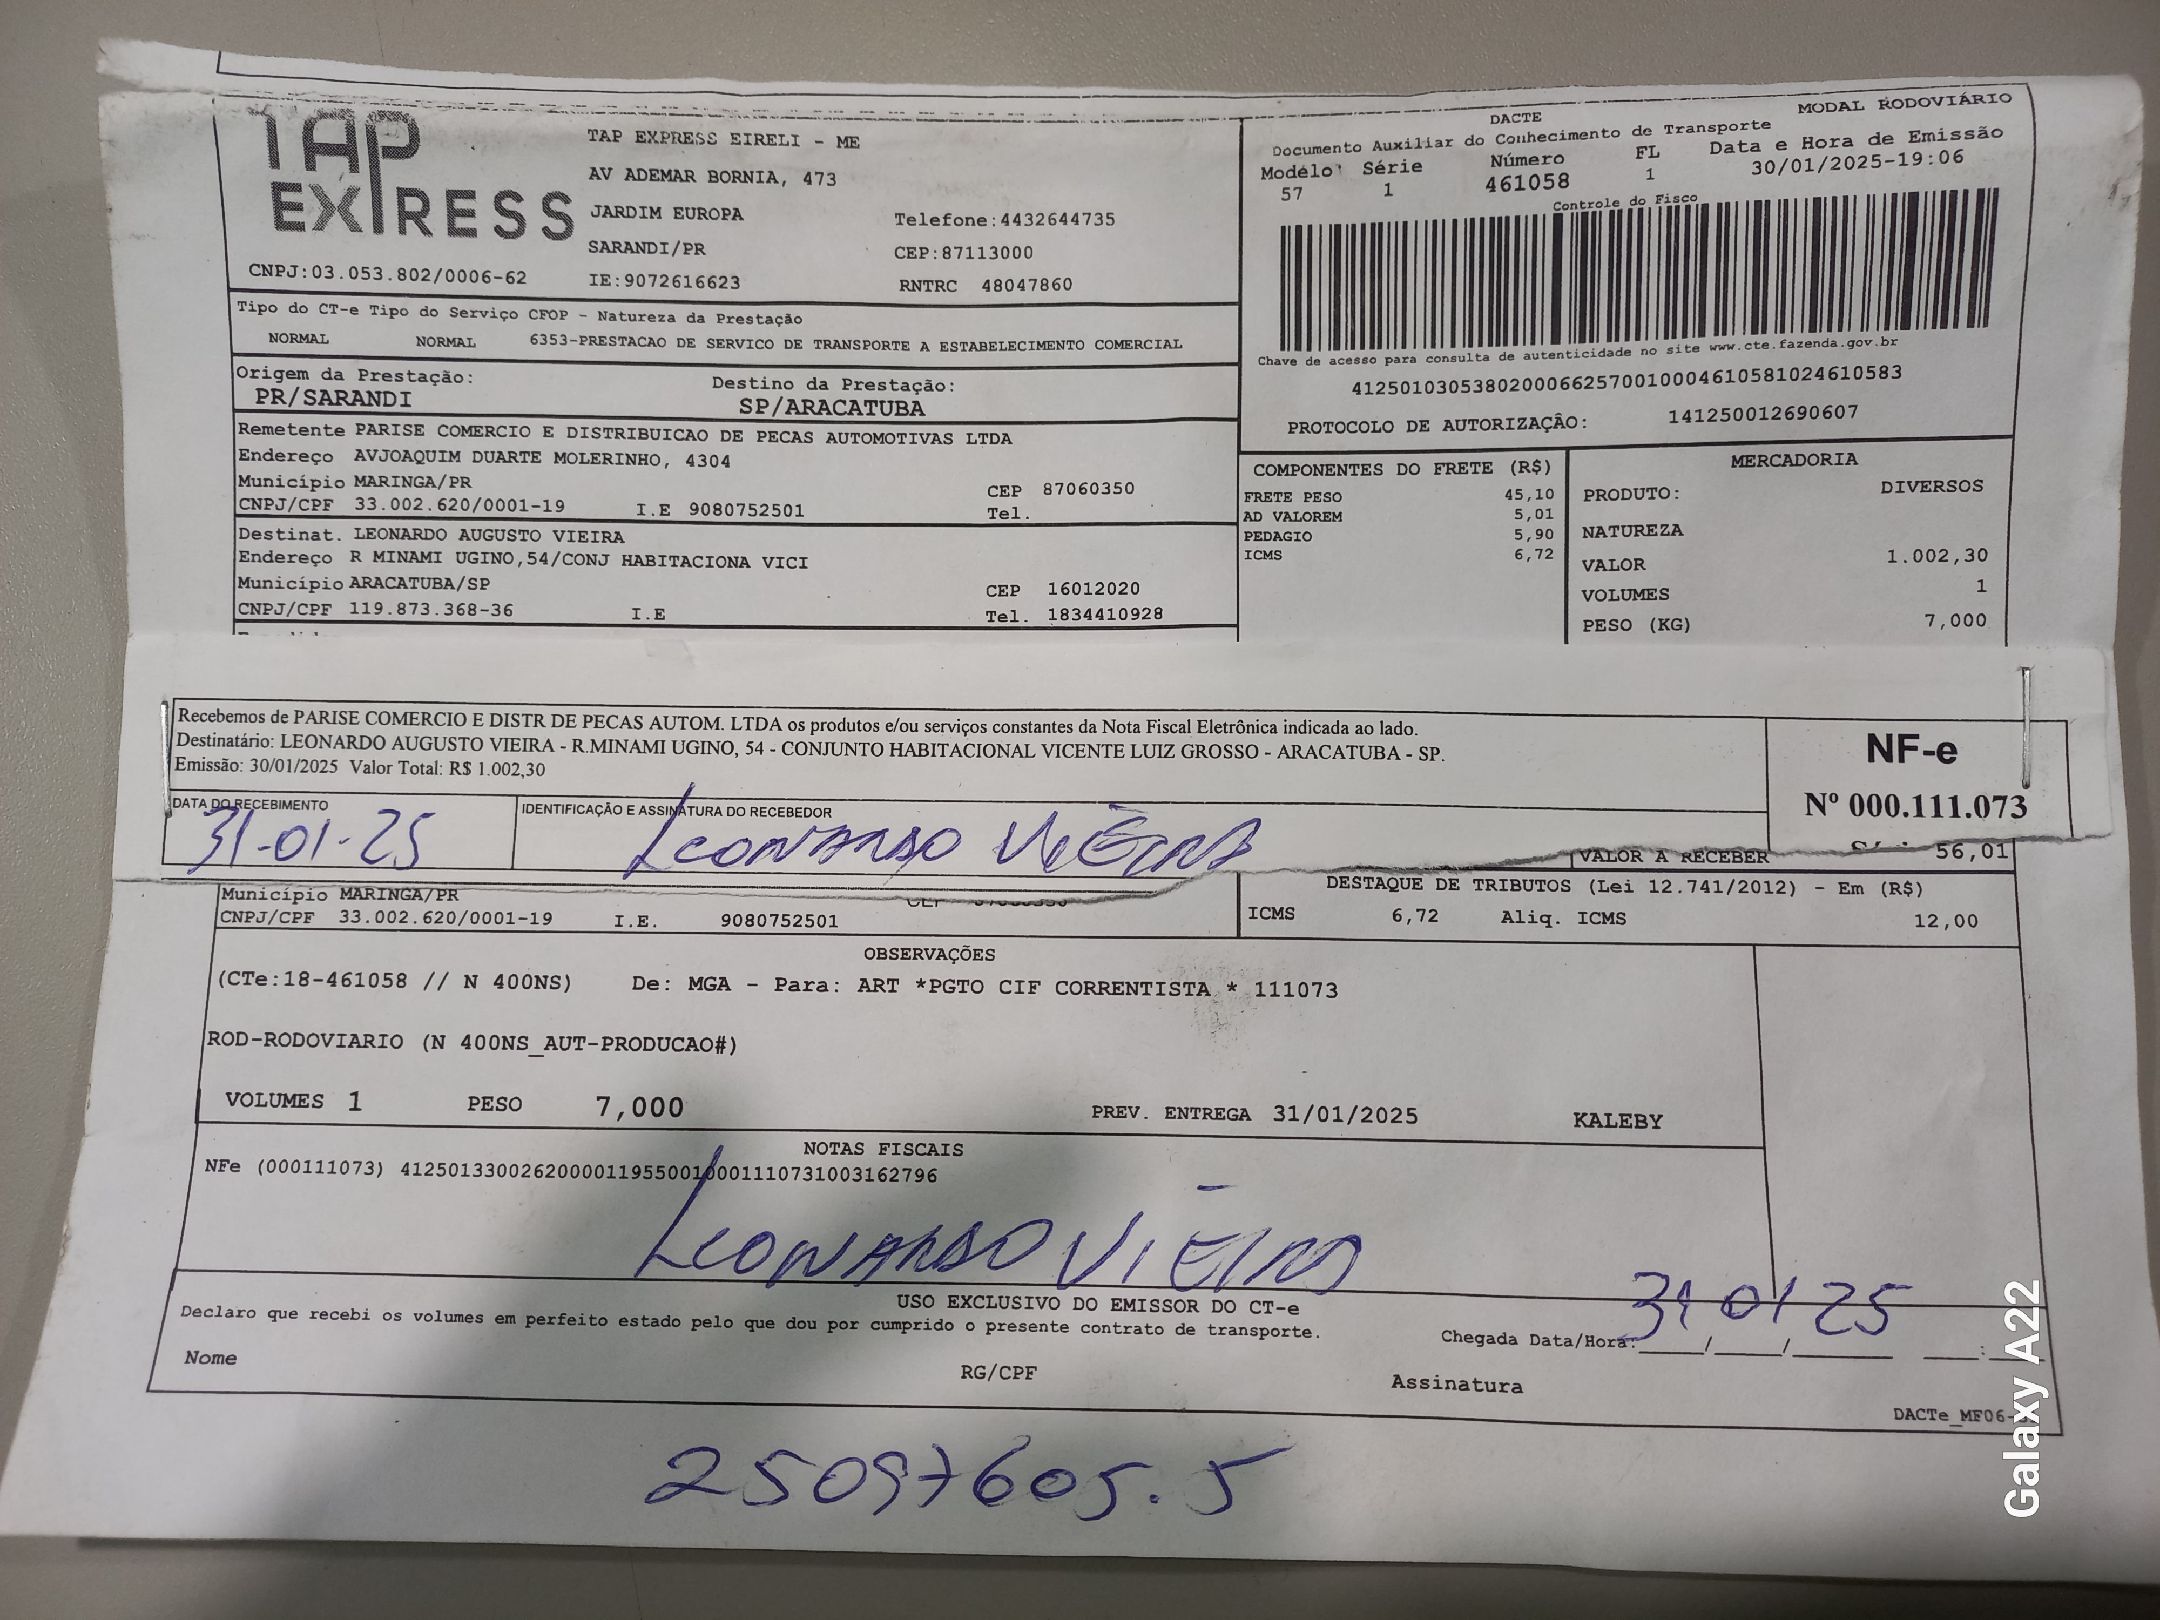 TAP
EXPRESS
TAP EXPRESS EIRELI - ME
AV ADEMAR BORNIA, 473
JARDIM EUROPA
Telefone:4432644735
SARANDI/PR
CEP:87113000
CNPJ:03.053.802/0006-62
IE:9072616623
RNTRC 48047860
DACTE
MODAL RODOVIÁRIO
Documento Auxiliar do Conhecimento de Transporte
Modelo Série Número FL Data e Hora de Emissão
57 1 461058 1 30/01/2025-19:06
Controle do Fisco
Chave de acesso para consulta de autenticidade no site www.cte.fazenda.gov.br
41250103053802000662570010004610581024610583
PROTOCOLO DE AUTORIZAÇÃO: 141250012690607
Tipo do CT-e Tipo do Serviço CFOP - Natureza da Prestação
NORMAL NORMAL 6353-PRESTACAO DE SERVICO DE TRANSPORTE A ESTABELECIMENTO COMERCIAL
Origem da Prestação: Destino da Prestação:
PR/SARANDI SP/ARACATUBA
Remetente PARISE COMERCIO E DISTRIBUICAO DE PECAS AUTOMOTIVAS LTDA
Endereço AVJOAQUIM DUARTE MOLERINHO, 4304
Município MARINGA/PR CEP 87060350
CNPJ/CPF 33.002.620/0001-19 I.E 9080752501 Tel.
Destinat. LEONARDO AUGUSTO VIEIRA
Endereço R MINAMI UGINO,54/CONJ HABITACIONA VICI
Município ARACATUBA/SP CEP 16012020
CNPJ/CPF 119.873.368-36 I.E Tel. 1834410928
COMPONENTES DO FRETE (R$)
FRETE PESO 45,10
AD VALOREM 5,01
PEDAGIO 5,90
ICMS 6,72
MERCADORIA
PRODUTO: DIVERSOS
NATUREZA
VALOR 1.002,30
VOLUMES 1
PESO (KG) 7,000
Recebemos de PARISE COMERCIO E DISTR DE PECAS AUTOM. LTDA os produtos e/ou serviços constantes da Nota Fiscal Eletrônica indicada ao lado.
Destinatário: LEONARDO AUGUSTO VIEIRA - R.MINAMI UGINO, 54 - CONJUNTO HABITACIONAL VICENTE LUIZ GROSSO - ARACATUBA - SP.
Emissão: 30/01/2025 Valor Total: R$ 1.002,30
NF-e
Nº 000.111.073
DATA DO RECEBIMENTO
31-01-25
IDENTIFICAÇÃO E ASSINATURA DO RECEBEDOR
LEONARDO VIEIRA
VALOR A RECEBER 56,01
DESTAQUE DE TRIBUTOS (Lei 12.741/2012) - Em (R$)
ICMS 6,72 Aliq. ICMS 12,00
Município MARINGA/PR
CNPJ/CPF 33.002.620/0001-19 I.E. 9080752501
OBSERVAÇÕES
(CTe:18-461058 // N 400NS) De: MGA - Para: ART *PGTO CIF CORRENTISTA * 111073
ROD-RODOVIARIO (N 400NS_AUT-PRODUCAO#)
VOLUMES 1 PESO 7,000 PREV. ENTREGA 31/01/2025 KALEBY
NOTAS FISCAIS
NFe (000111073) 41250133002620000119550010001110731003162796
LEONARDO VIEIRA
31 01 25
USO EXCLUSIVO DO EMISSOR DO CT-e
Declaro que recebi os volumes em perfeito estado pelo que dou por cumprido o presente contrato de transporte.
Chegada Data/Hora:____/____/______ ____:
Nome RG/CPF Assinatura
DACTe_MF06-
25097605.5
Galaxy A22